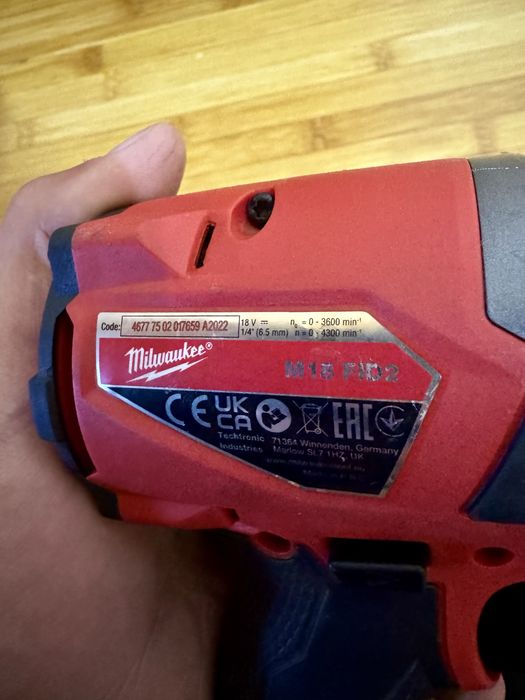 Code: 4677 75 02 017659 A2022
18 V ⎓ n₀ = 0 - 3600 min⁻¹
1/4" (6.5 mm) n = 0 - 4300 min⁻¹
Milwaukee®
M18 FID2
CE UK CA EAC
Techtronic Industries
71364 Winnenden, Germany
Marlow SL7 1HZ, UK